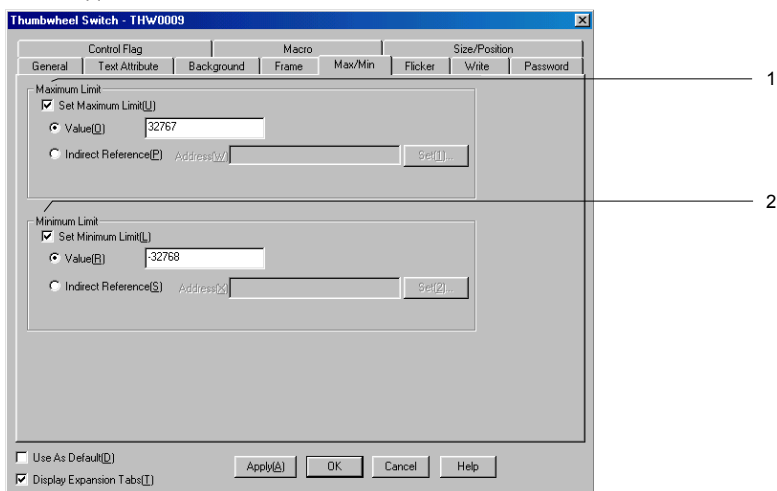 Thumbwheel Switch - THW0009
Control Flag Macro Size/Position
General Text Attribute Background Frame Max/Min Flicker Write Password
1
Maximum Limit
Set Maximum Limit(U)
Value(O) 32767
Indirect Reference(P) Address(W) Set(1)...
2
Minimum Limit
Set Minimum Limit(L)
Value(R) -32768
Indirect Reference(S) Address(X) Set(2)...
Use As Default(D)
Apply(A) OK Cancel Help
Display Expansion Tabs(T)